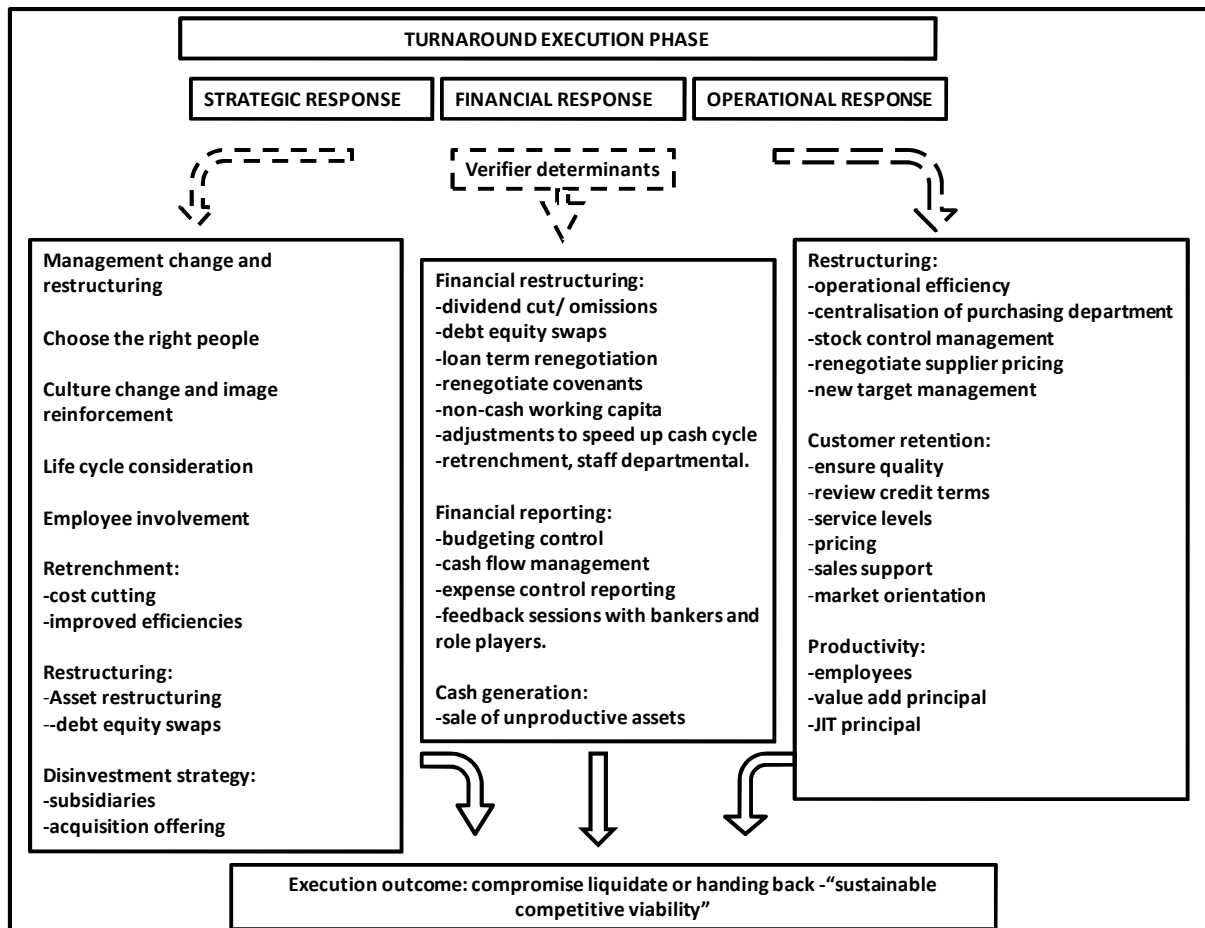 TURNAROUND EXECUTION PHASE
STRATEGIC RESPONSE
FINANCIAL RESPONSE
OPERATIONAL RESPONSE
Verifier determinants
Management change and
restructuring
Choose the right people
Culture change and image
reinforcement
Life cycle consideration
Employee involvement
Retrenchment:
-cost cutting
-improved efficiencies
Restructuring:
-Asset restructuring
--debt equity swaps
Disinvestment strategy:
-subsidiaries
-acquisition offering
Financial restructuring:
-dividend cut/ omissions
-debt equity swaps
-loan term renegotiation
-renegotiate covenants
-non-cash working capita
-adjustments to speed up cash cycle
-retrenchment, staff departmental.
Financial reporting:
-budgeting control
-cash flow management
-expense control reporting
-feedback sessions with bankers and
role players.
Cash generation:
-sale of unproductive assets
Restructuring:
-operational efficiency
-centralisation of purchasing department
-stock control management
-renegotiate supplier pricing
-new target management
Customer retention:
-ensure quality
-review credit terms
-service levels
-pricing
-sales support
-market orientation
Productivity:
-employees
-value add principal
-JIT principal
Execution outcome: compromise liquidate or handing back -“sustainable
competitive viability”